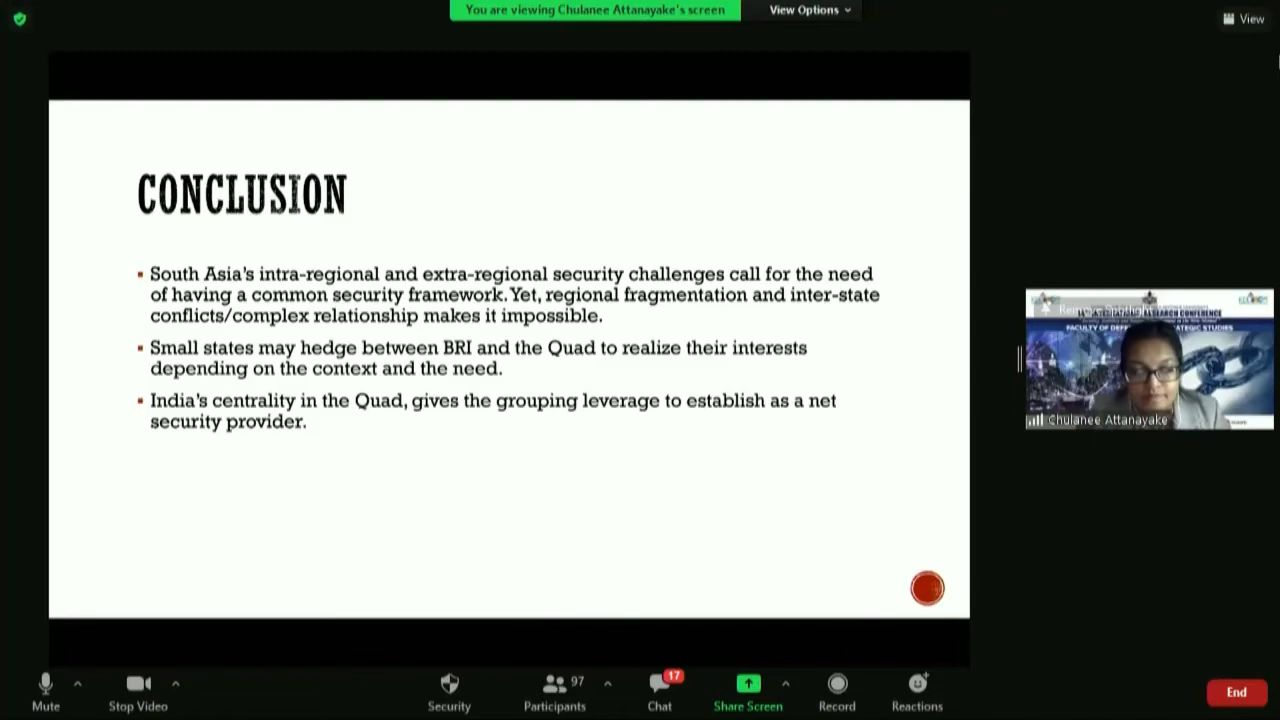 You are viewing Chulanee Attanayake's screen
View Options
View
CONCLUSION
▪ South Asia's intra-regional and extra-regional security challenges call for the need
of having a common security framework. Yet, regional fragmentation and inter-state
conflicts/complex relationship makes it impossible.
▪ Small states may hedge between BRI and the Quad to realize their interests
depending on the context and the need.
▪ India's centrality in the Quad, gives the grouping leverage to establish as a net
security provider.
RESEARCH CONFERENCE
Chulanee Attanayake
97
17
Mute
Stop Video
Security
Participants
Chat
Share Screen
Record
Reactions
End